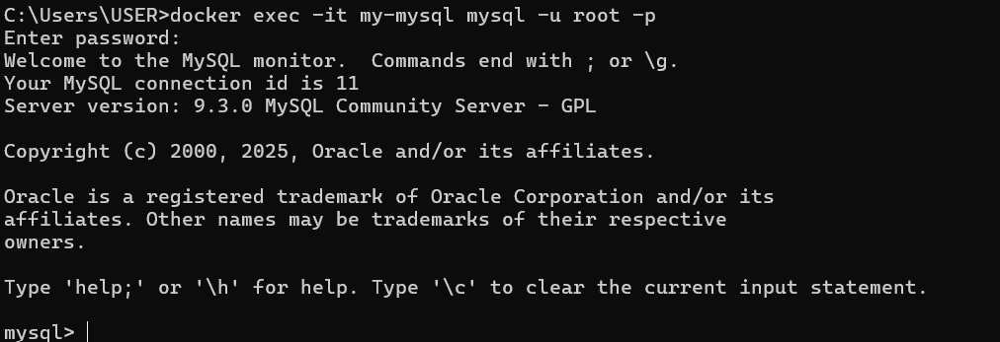 C:\Users\USER>docker exec -it my-mysql mysql -u root -p
Enter password:
Welcome to the MySQL monitor.  Commands end with ; or \g.
Your MySQL connection id is 11
Server version: 9.3.0 MySQL Community Server - GPL

Copyright (c) 2000, 2025, Oracle and/or its affiliates.

Oracle is a registered trademark of Oracle Corporation and/or its
affiliates. Other names may be trademarks of their respective
owners.

Type 'help;' or '\h' for help. Type '\c' to clear the current input statement.

mysql>